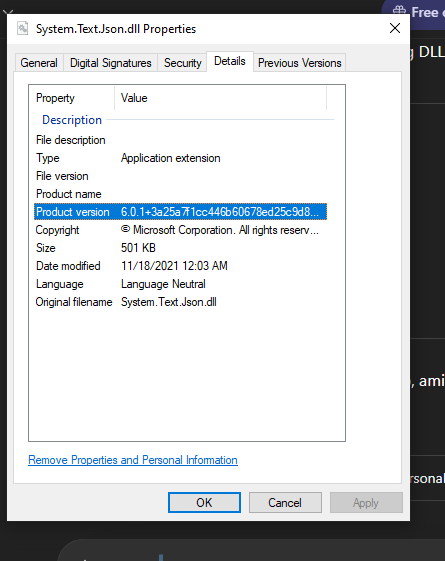 Free
System.Text.Json.dll Properties
General Digital Signatures Security Details Previous Versions
DLL
Property Value
Description
File description
Type Application extension
File version
Product name
Product version 6.0.1+3a25a7f1cc446b60678ed25c9d8...
Copyright © Microsoft Corporation. All rights reserv...
Size 501 KB
Date modified 11/18/2021 12:03 AM
Language Language Neutral
Original filename System.Text.Json.dll
, ami
Remove Properties and Personal Information
rsonal
OK Cancel Apply